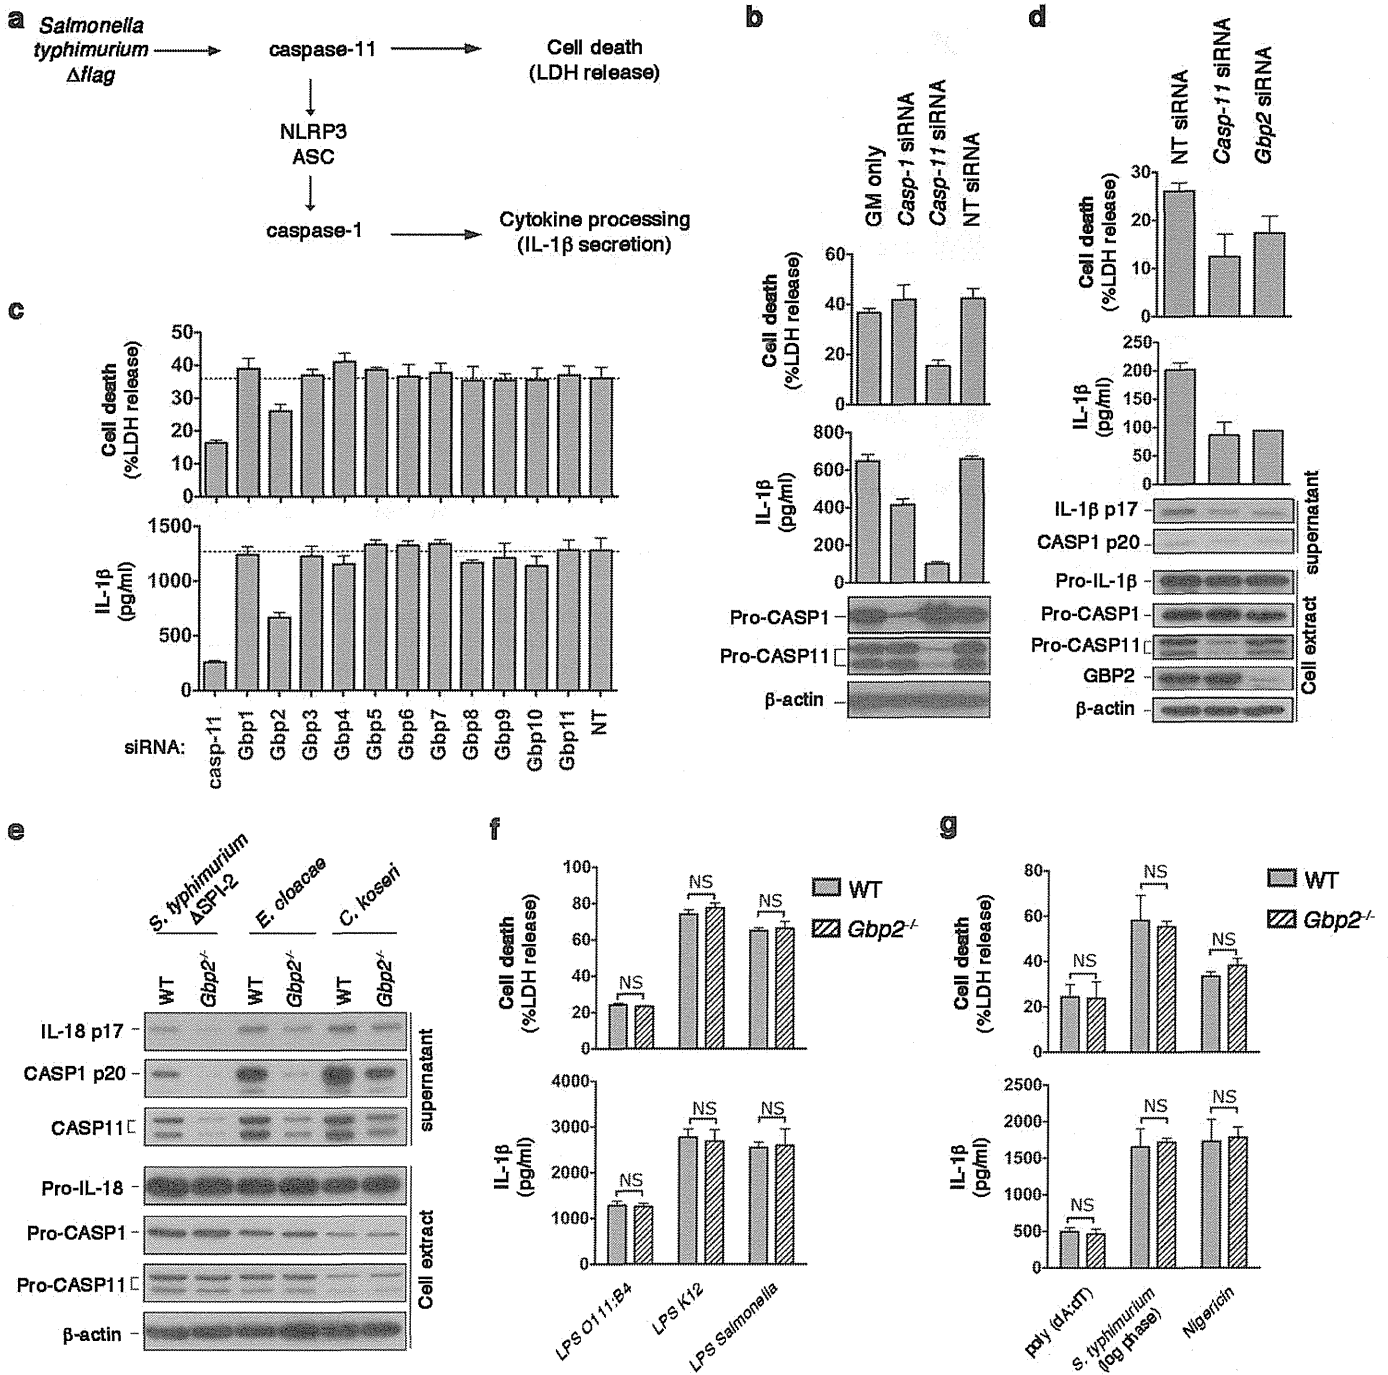 a
Salmonella
typhimurium
Δflag
caspase-11
Cell death
(LDH release)
NLRP3
ASC
caspase-1
Cytokine processing
(IL-1β secretion)
b
GM only
Casp-1 siRNA
Casp-11 siRNA
NT siRNA
Cell death
(%LDH release)
60
40
20
0
IL-1β
(pg/ml)
800
600
400
200
0
Pro-CASP1
Pro-CASP11
β-actin
c
Cell death
(%LDH release)
50
40
30
20
10
0
IL-1β
(pg/ml)
1500
1000
500
0
siRNA:
casp-11
Gbp1
Gbp2
Gbp3
Gbp4
Gbp5
Gbp6
Gbp7
Gbp8
Gbp9
Gbp10
Gbp11
NT
d
NT siRNA
Casp-11 siRNA
Gbp2 siRNA
Cell death
(%LDH release)
30
20
10
0
IL-1β
(pg/ml)
250
200
150
100
50
0
IL-1β p17
CASP1 p20
supernatant
Pro-IL-1β
Pro-CASP1
Pro-CASP11
GBP2
β-actin
Cell extract
e
S. typhimurium
ΔSPI-2
E. cloacae
C. koseri
WT
Gbp2-/-
WT
Gbp2-/-
WT
Gbp2-/-
IL-18 p17
CASP1 p20
CASP11
supernatant
Pro-IL-18
Pro-CASP1
Pro-CASP11
β-actin
Cell extract
f
Cell death
(%LDH release)
100
80
60
40
20
0
NS
NS
NS
WT
Gbp2-/-
IL-1β
(pg/ml)
4000
3000
2000
1000
0
NS
NS
NS
LPS O111:B4
LPS K12
LPS Salmonella
g
Cell death
(%LDH release)
80
60
40
20
0
NS
NS
NS
WT
Gbp2-/-
IL-1β
(pg/ml)
2500
2000
1500
1000
500
0
NS
NS
NS
poly (dA:dT)
S. typhimurium
(log phase)
Nigericin